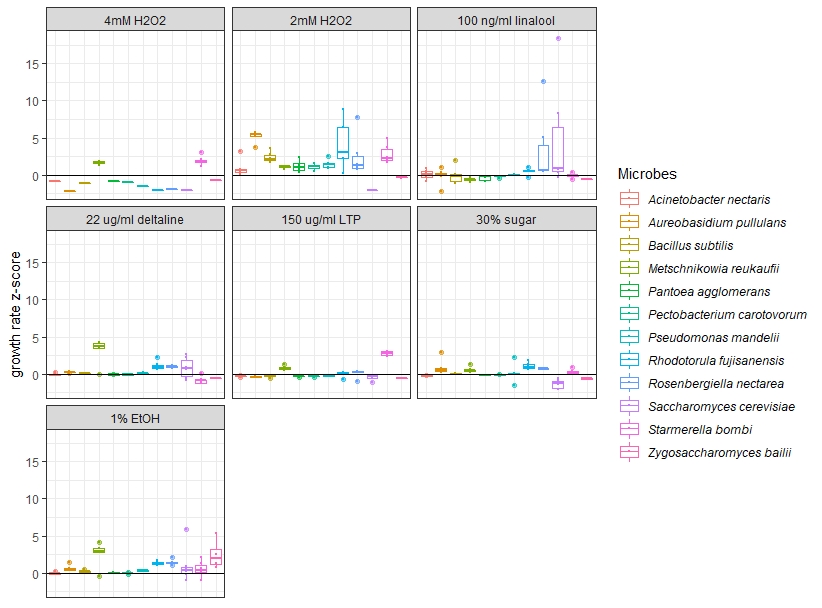 4mM H2O2
2mM H2O2
100 ng/ml linalool
15
10
5
0
22 ug/ml deltaline
150 ug/ml LTP
30% sugar
15
10
5
0
1% EtOH
15
10
5
0
growth rate z-score
Microbes
Acinetobacter nectaris
Aureobasidium pullulans
Bacillus subtilis
Metschnikowia reukaufii
Pantoea agglomerans
Pectobacterium carotovorum
Pseudomonas mandelii
Rhodotorula fujisanensis
Rosenbergiella nectarea
Saccharomyces cerevisiae
Starmerella bombi
Zygosaccharomyces bailii